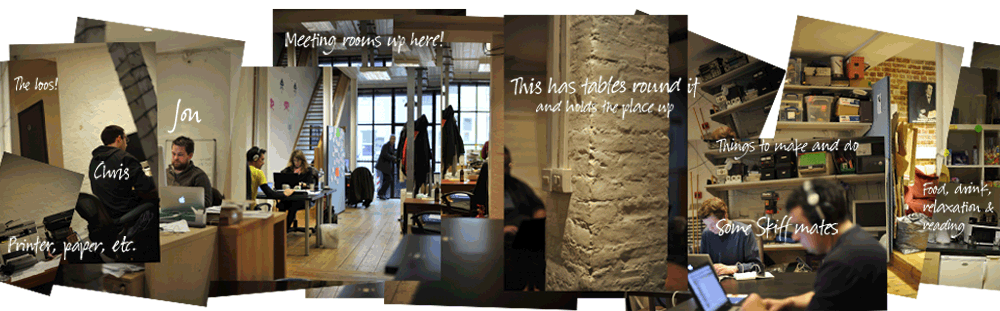 Meeting rooms up here!
The loos!
Jon
This has tables round it
and holds the place up
Chris
Things to make and do
Food, drink,
relaxation &
reading
Some Skiff mates
Printer, paper, etc.